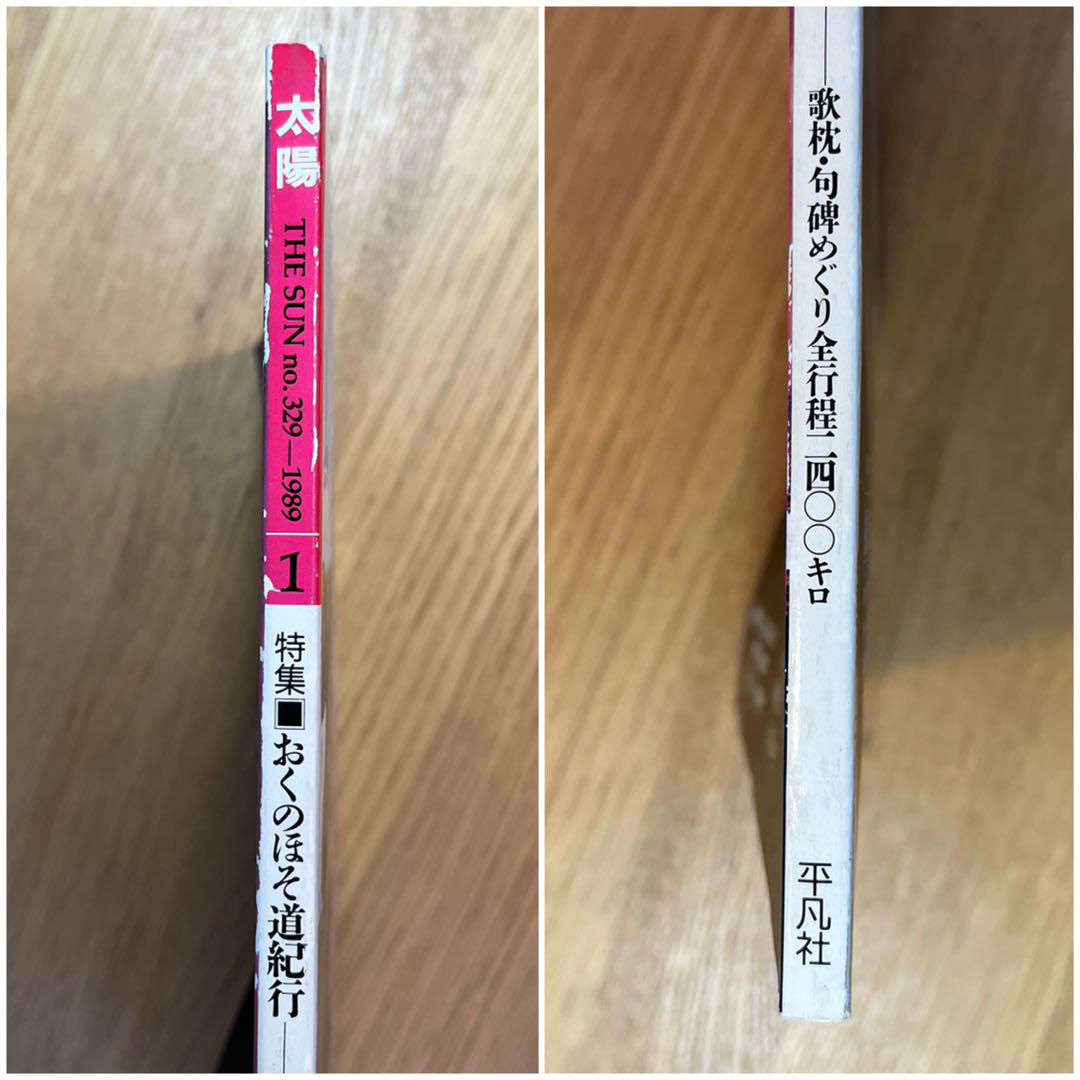 太陽
THE SUN no. 329—1989
1
特集■おくのほそ道紀行—
—歌枕・句碑めぐり全行程二四〇〇キロ
平凡社